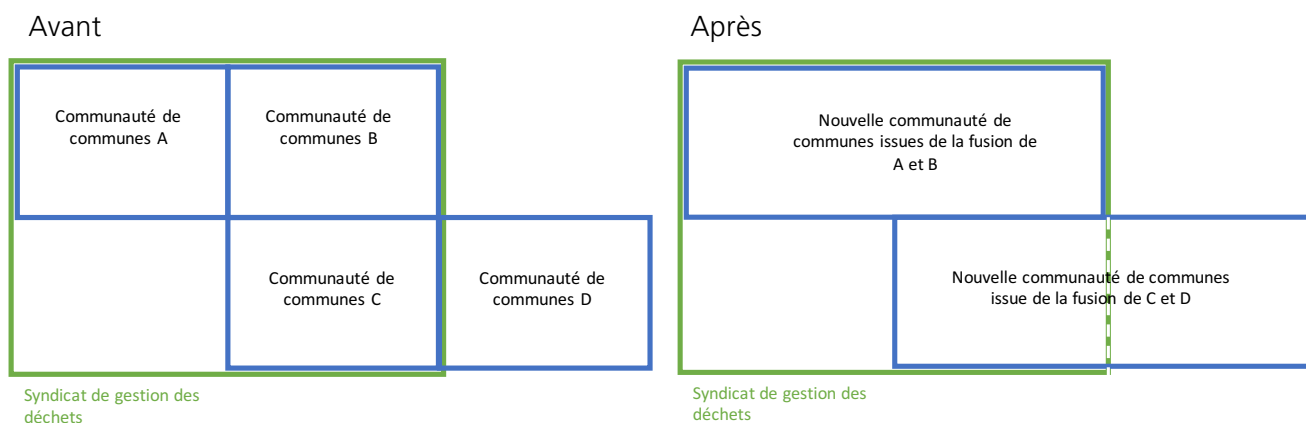 Avant
Communauté de
communes A
Communauté de
communes B
Communauté de
communes C
Communauté de
communes D
Syndicat de gestion des
déchets
Après
Nouvelle communauté de
communes issues de la fusion de
A et B
Nouvelle communauté de communes
issue de la fusion de C et D
Syndicat de gestion des
déchets